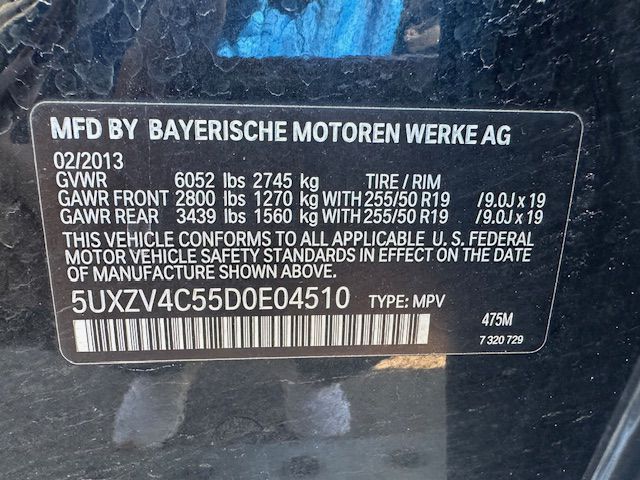 MFD BY BAYERISCHE MOTOREN WERKE AG
02/2013
GVWR 6052 lbs 2745 kg TIRE / RIM
GAWR FRONT 2800 lbs 1270 kg WITH 255/50 R19 /9.0J x 19
GAWR REAR 3439 lbs 1560 kg WITH 255/50 R19 /9.0J x 19
THIS VEHICLE CONFORMS TO ALL APPLICABLE U. S. FEDERAL
MOTOR VEHICLE SAFETY STANDARDS IN EFFECT ON THE DATE
OF MANUFACTURE SHOWN ABOVE.
5UXZV4C55D0E04510 TYPE: MPV
475M
7 320 729